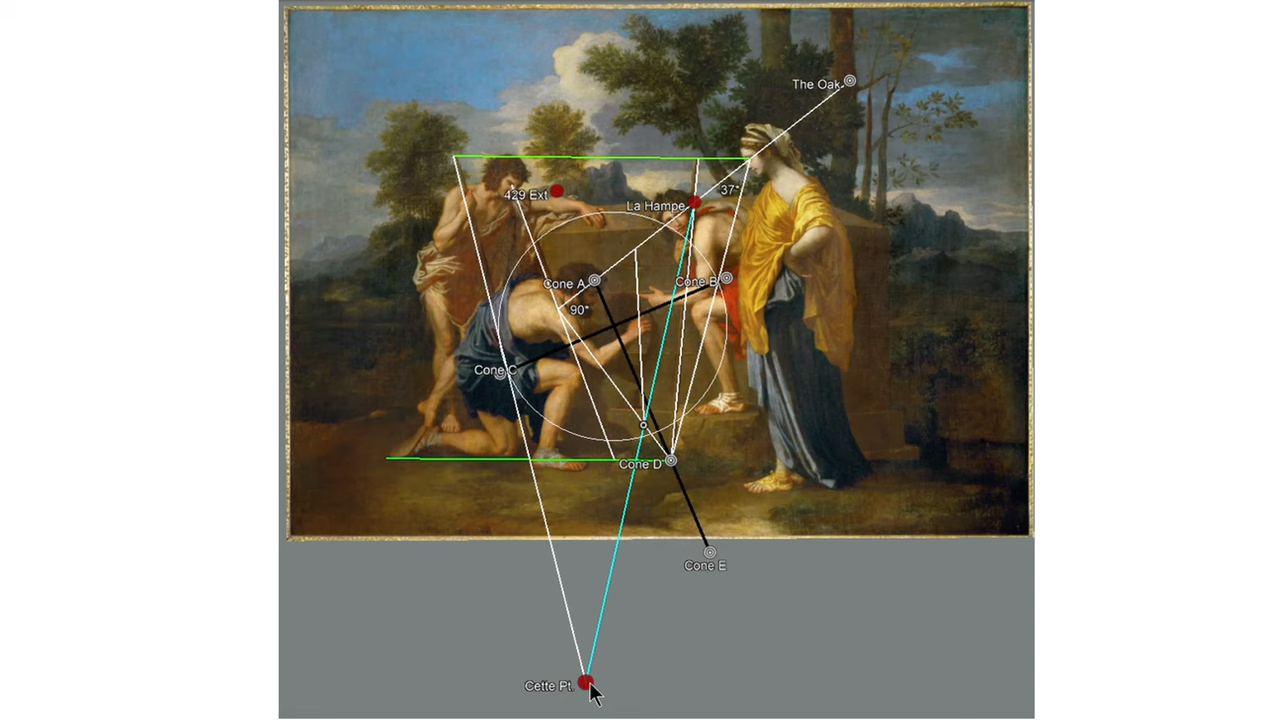 The Oak
37°
429 Ext
La Hampe
Cone A
Cone B
90°
Cone C
Cone D
Cone E
Cette Pt.